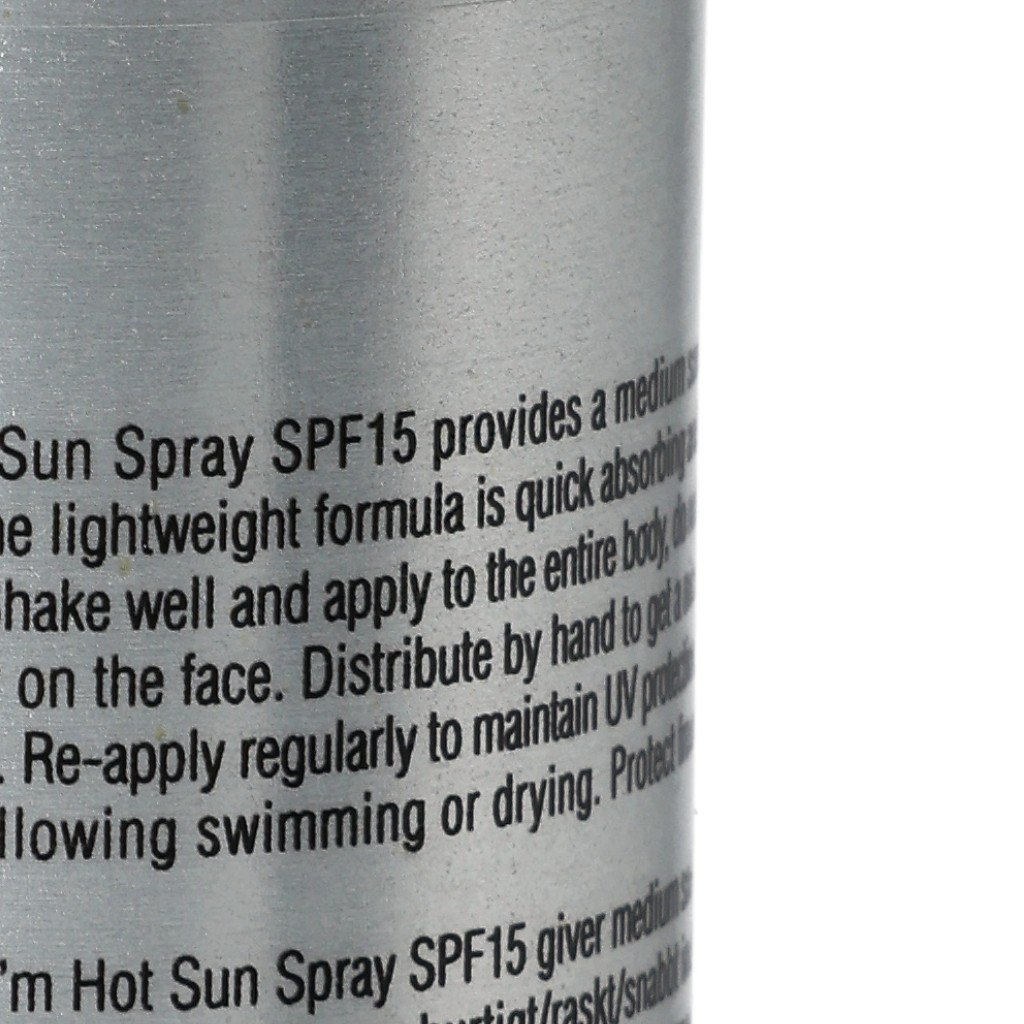 Sun Spray SPF15 provides a medium
lightweight formula is quick absorbing
hake well and apply to the entire body,
on the face. Distribute by hand to get a
. Re-apply regularly to maintain UV
llowing swimming or drying. Protect
'm Hot Sun Spray SPF15 giver medium
hurtigt/raskt/snabbt